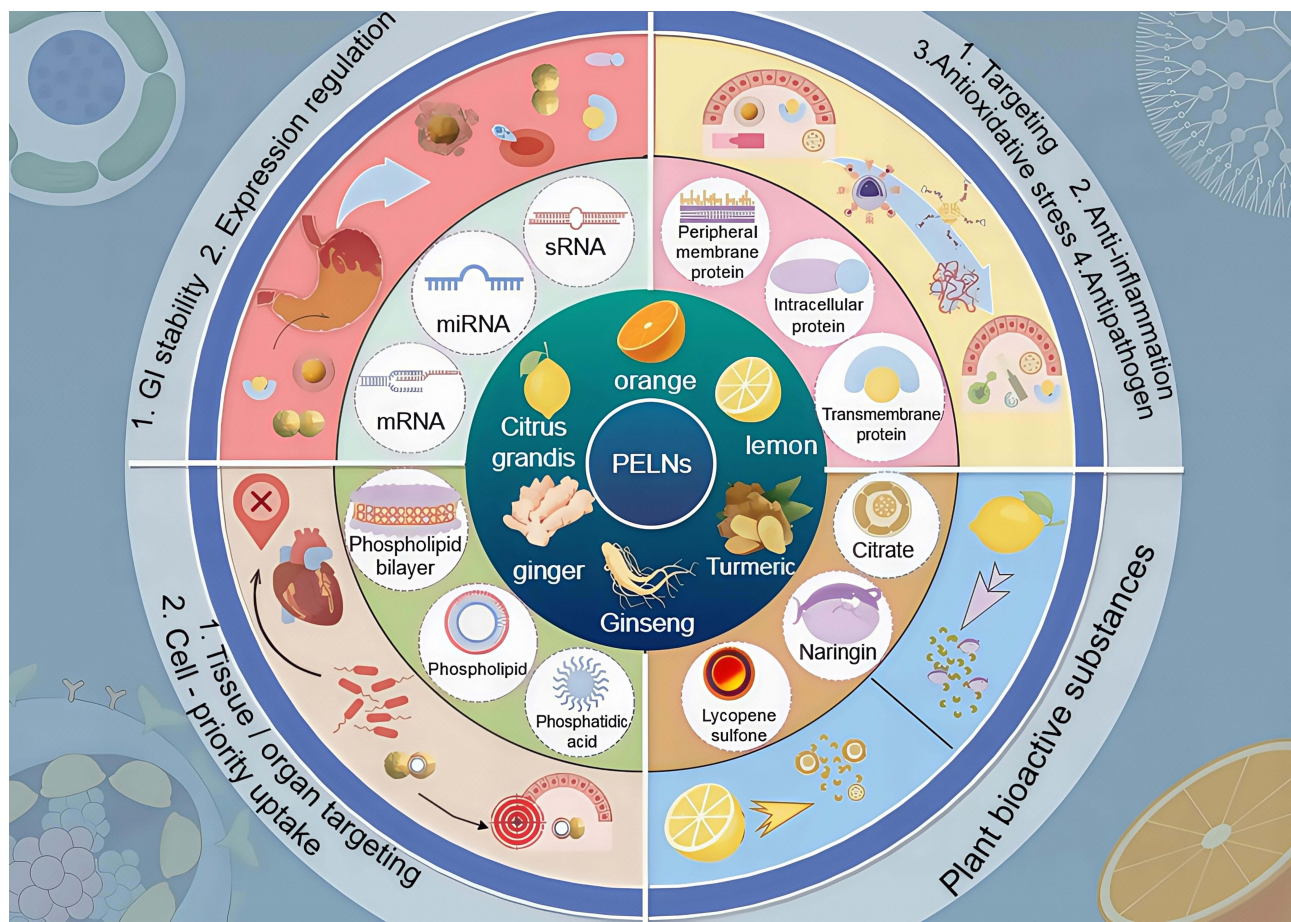 1. GI stability 2. Expression regulation
1. Targeting 2. Anti-inflammation
3.Antioxidative stress 4.Antipathogen
sRNA
miRNA
mRNA
Peripheral
membrane
protein
Intracellular
protein
Transmembrane
protein
orange
Citrus
grandis
lemon
PELNs
ginger
Turmeric
Ginseng
Phospholipid
bilayer
Phospholipid
Phosphatidic
acid
Citrate
Naringin
Lycopene
sulfone
1. Tissue / organ targeting
2. Cell - priority uptake
Plant bioactive substances